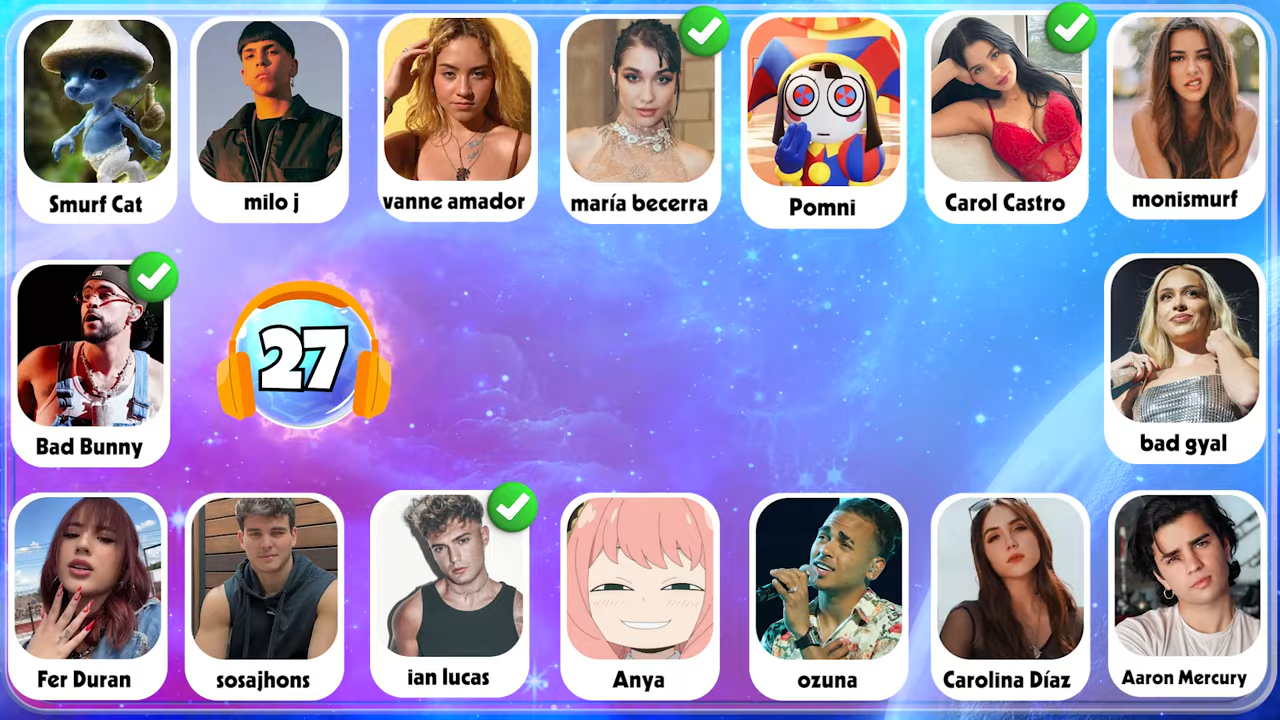 Smurf Cat
milo j
vanne amador
maría becerra
Pomni
Carol Castro
monismurf
Bad Bunny
27
bad gyal
Fer Duran
sosajhons
ian lucas
Anya
ozuna
Carolina Díaz
Aaron Mercury